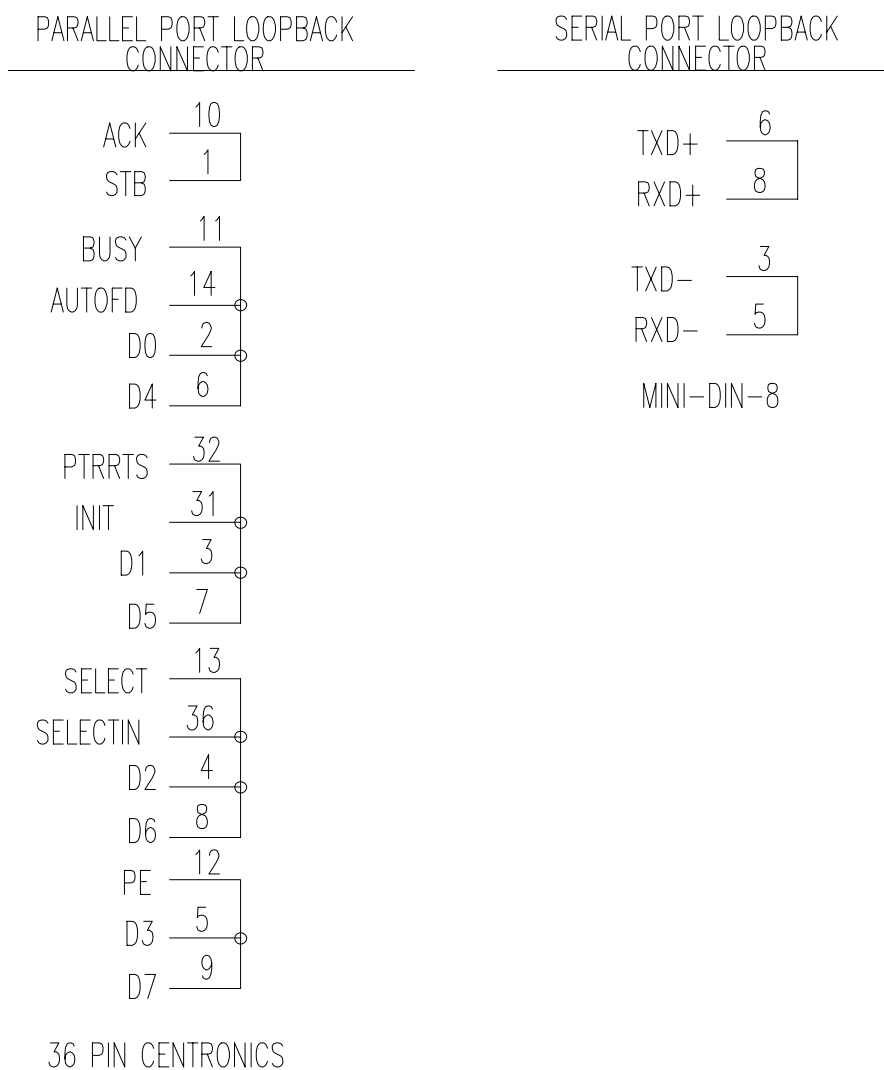 PARALLEL PORT LOOPBACK
CONNECTOR
ACK 10
STB 1
BUSY 11
AUTOFD 14
D0 2
D4 6
PTRRTS 32
INIT 31
D1 3
D5 7
SELECT 13
SELECTIN 36
D2 4
D6 8
PE 12
D3 5
D7 9
36 PIN CENTRONICS
SERIAL PORT LOOPBACK
CONNECTOR
TXD+ 6
RXD+ 8
TXD- 3
RXD- 5
MINI-DIN-8